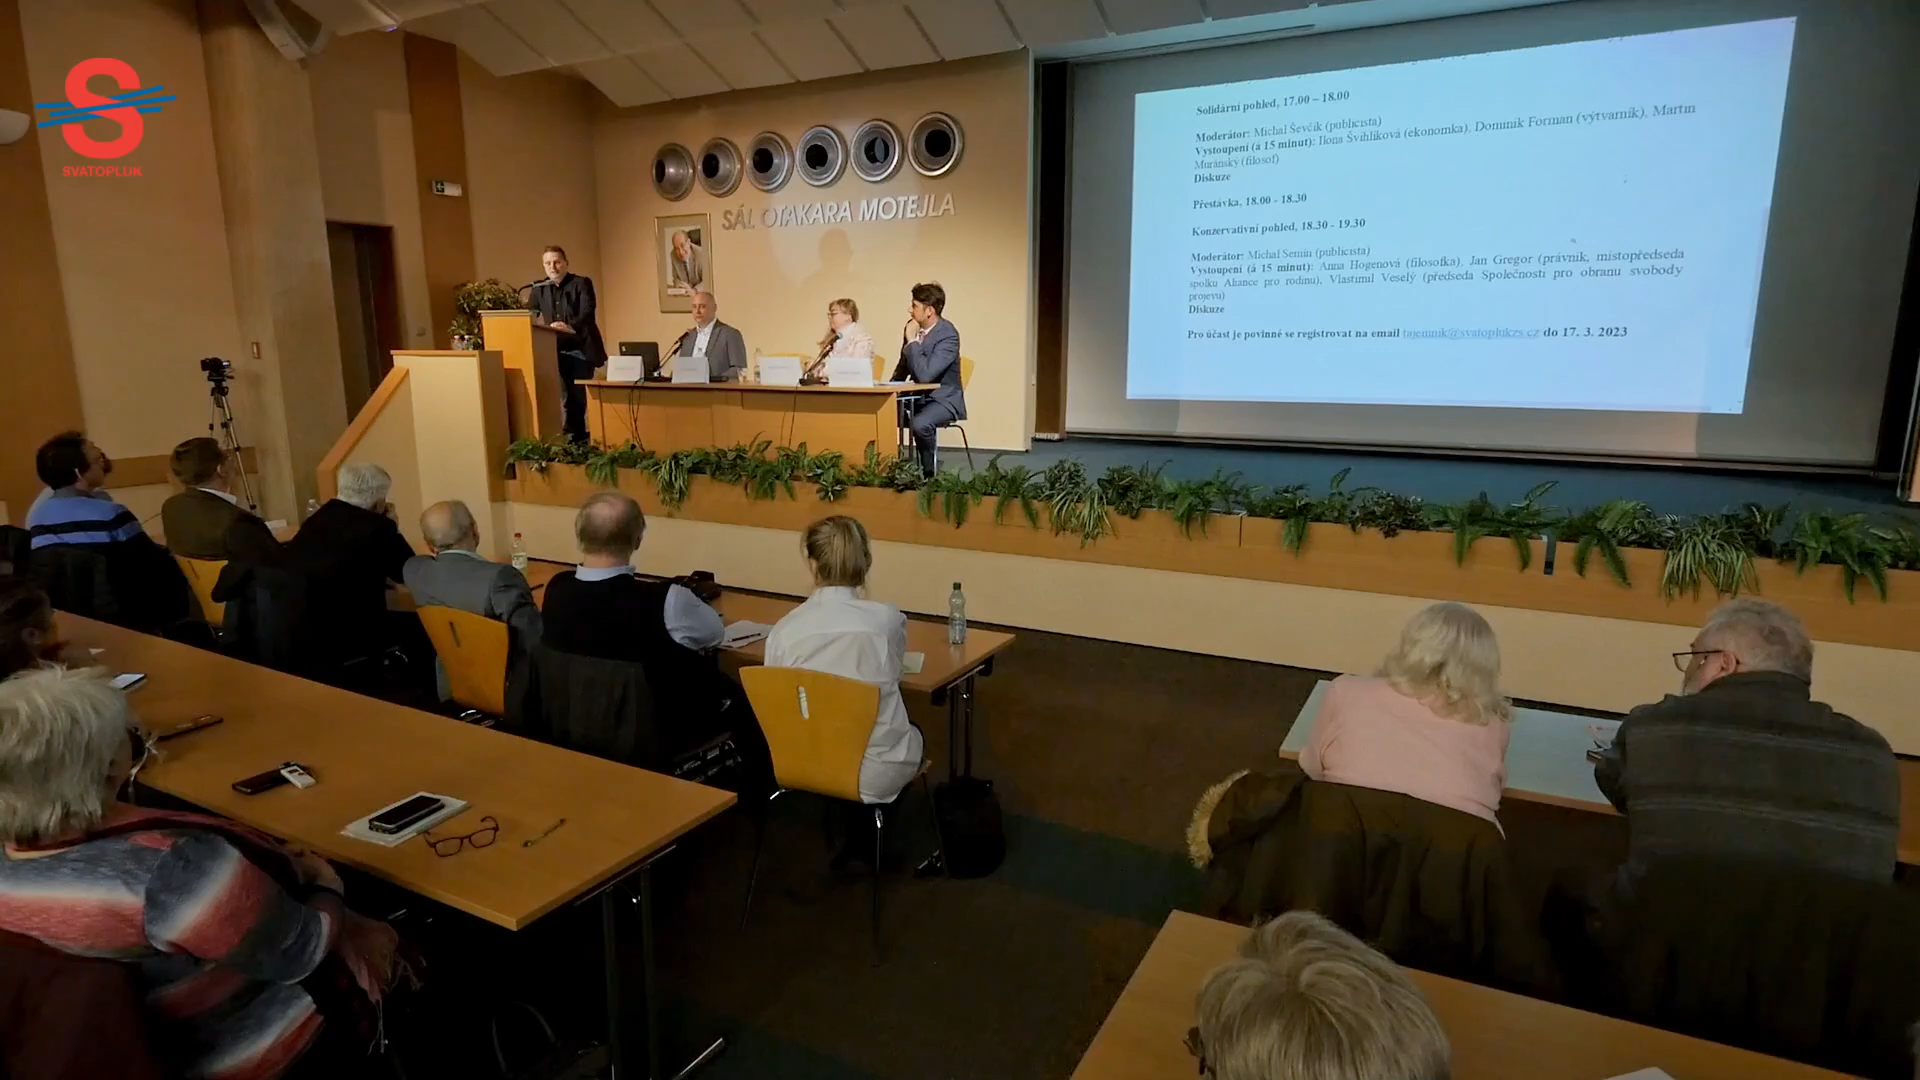 S
SVATOPLUK
SÁL OTAKARA MOTEJLA
Solidární pohled, 17.00 – 18.00
Moderátor: Michal Ševčík (publicista)
Vystoupení (á 15 minut): Ilona Švihlíková (ekonomka), Dominik Forman (výtvarník), Martin
Muránský (filosof)
Diskuze
Přestávka, 18.00 - 18.30
Konzervativní pohled, 18.30 - 19.30
Moderátor: Michal Semín (publicista)
Vystoupení (á 15 minut): Anna Hogenová (filosofka), Jan Gregor (právník, místopředseda
spolku Aliance pro rodinu), Vlastimil Veselý (předseda Společnosti pro obranu svobody
projevu)
Diskuze
Pro účast je povinné se registrovat na email tajemnik@svatoplukzs.cz do 17. 3. 2023